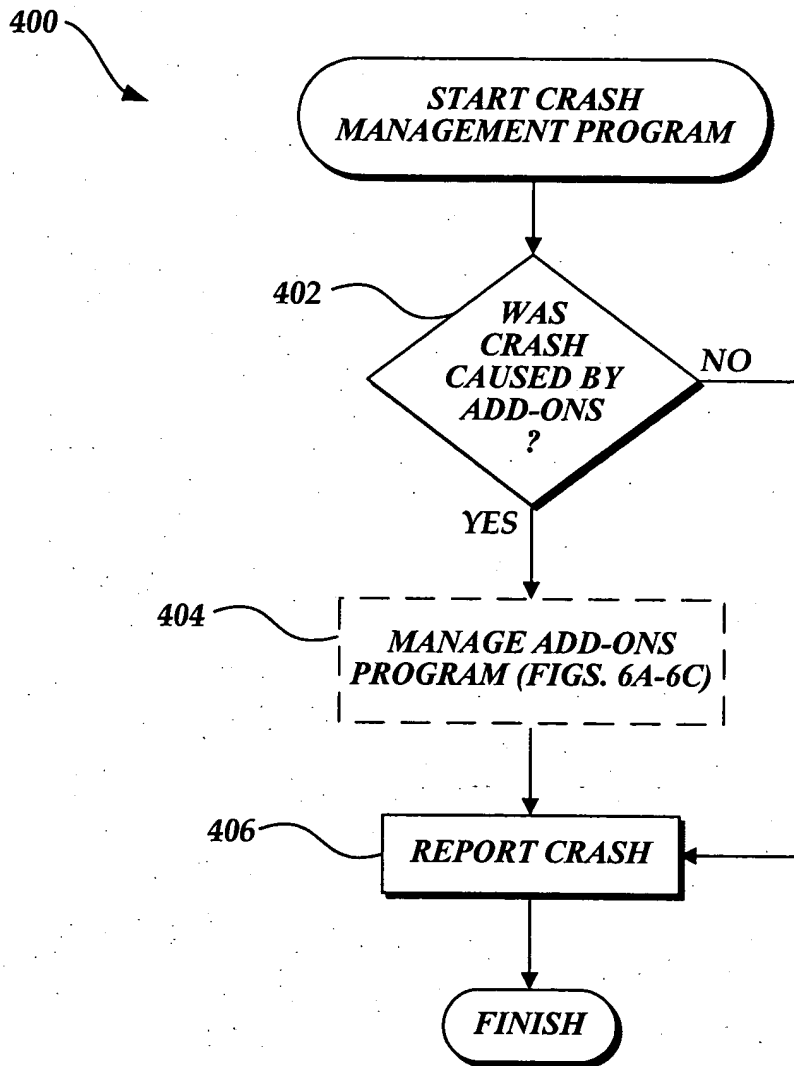 400
START CRASH
MANAGEMENT PROGRAM
402
WAS
CRASH
CAUSED BY
ADD-ONS
?
NO
YES
404
MANAGE ADD-ONS
PROGRAM (FIGS. 6A-6C)
406
REPORT CRASH
FINISH